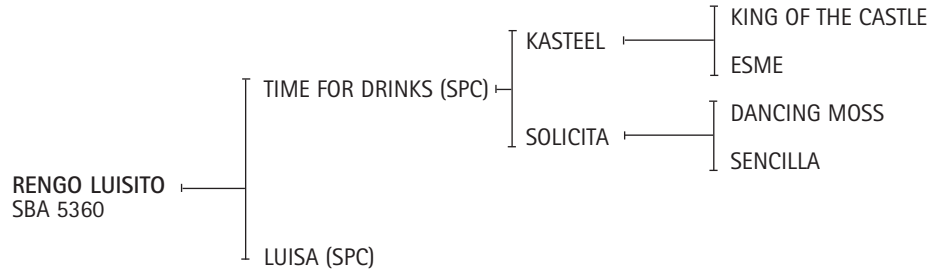 KING OF THE CASTLE
KASTEEL
ESME
TIME FOR DRINKS (SPC)
DANCING MOSS
SOLICITA
SENCILLA
RENGO LUISITO
SBA 5360
LUISA (SPC)